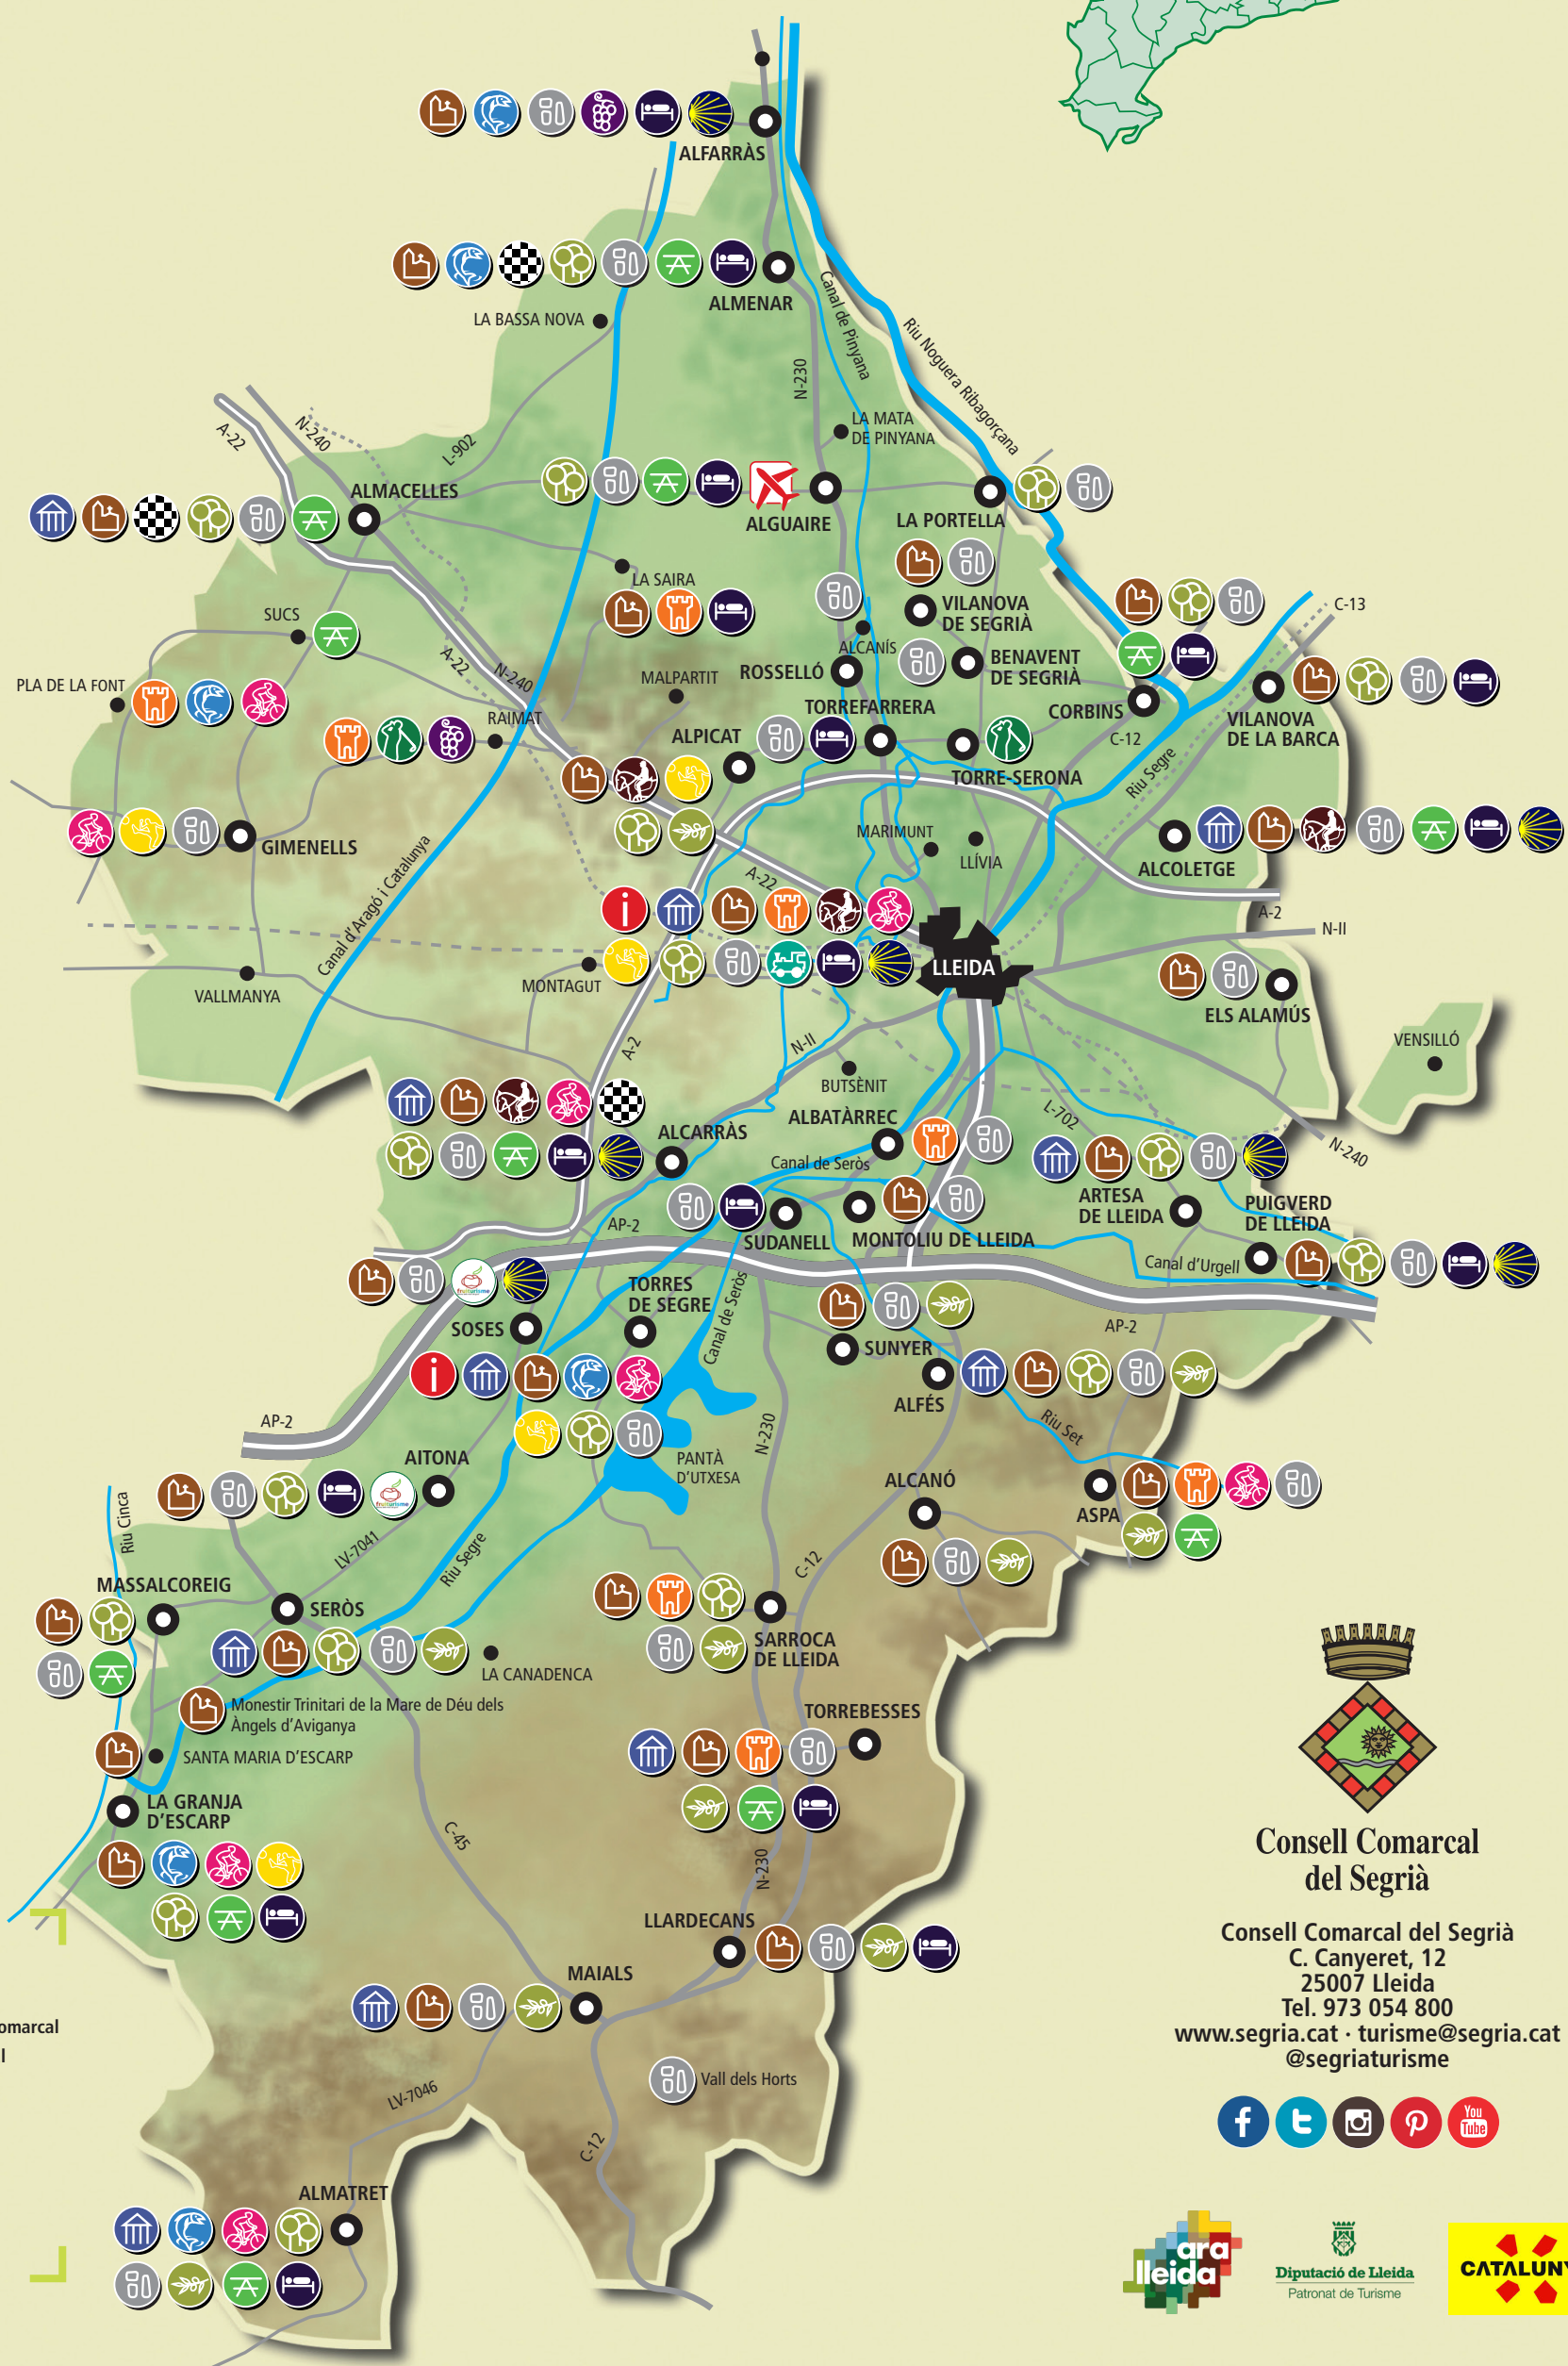 ALFARRÀS
ALMENAR
LA BASSA NOVA
Canal de Pinyana
Riu Noguera Ribagorçana
N-230
LA MATA
DE PINYANA
A-22
N-240
L-902
ALMACELLES
ALGUAIRE
LA PORTELLA
LA SAIRA
VILANOVA
DE SEGRIÀ
C-13
SUCS
ALCANÍS
A-22
N-240
MALPARTIT
ROSSELLÓ
BENAVENT
DE SEGRIÀ
PLA DE LA FONT
RAIMAT
TORREFARRERA
CORBINS
VILANOVA
DE LA BARCA
ALPICAT
C-12
TORRE-SERONA
Riu Segre
GIMENELLS
MARIMUNT
LLÍVIA
ALCOLETGE
Canal d'Aragó i Catalunya
A-22
A-2
N-II
i
LLEIDA
MONTAGUT
VALLMANYA
ELS ALAMÚS
VENSILLÓ
A-2
N-II
BUTSÈNIT
L-702
ALBATÀRREC
ALCARRÀS
Canal de Seròs
N-240
ARTESA
DE LLEIDA
PUIGVERD
DE LLEIDA
AP-2
SUDANELL
MONTOLIU DE LLEIDA
Canal d'Urgell
fruiturisme
TORRES
DE SEGRE
Canal de Seròs
SOSES
SUNYER
AP-2
i
ALFÉS
AP-2
N-230
Riu Set
AITONA
PANTÀ
D'UTXESA
ALCANÓ
ASPA
fruiturisme
Riu Cinca
LV-7041
Riu Segre
C-12
MASSALCOREIG
SERÒS
SARROCA
DE LLEIDA
LA CANADENCA
Monestir Trinitari de la Mare de Déu dels
Àngels d'Aviganya
TORREBESSES
SANTA MARIA D'ESCARP
LA GRANJA
D'ESCARP
C-45
N-230
LLARDECANS
MAIALS
Vall dels Horts
LV-7046
C-12
ALMATRET
omarcal
l
Consell Comarcal
del Segrià
Consell Comarcal del Segrià
C. Canyeret, 12
25007 Lleida
Tel. 973 054 800
www.segria.cat · turisme@segria.cat
@segriaturisme
You
Tube
ara
lleida
Diputació de Lleida
Patronat de Turisme
CATALUNY